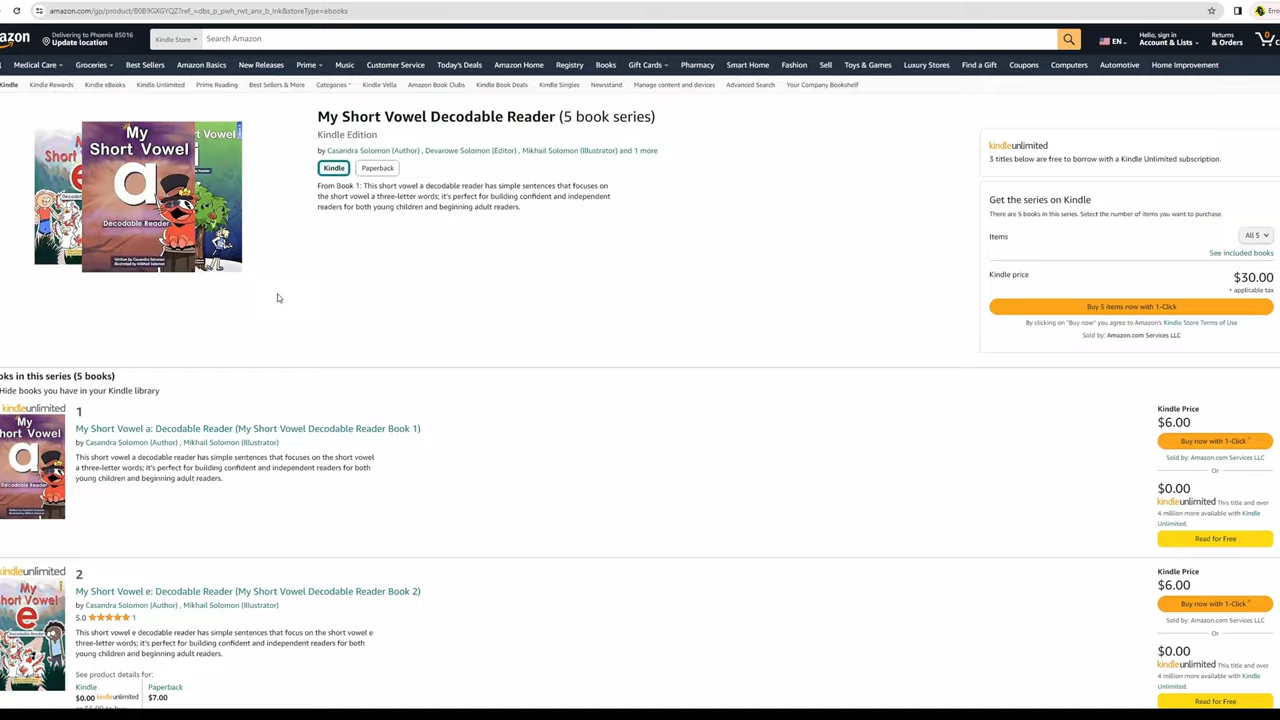 amazon.com/gp/product/B0B9GXGYQZ?ref_=dbs_p_pwh_rwt_anx_b_lnk&storeType=ebooks
Delivering to Phoenix 85016
Update location
Kindle Store
Search Amazon
EN
Hello, sign in
Account & Lists
Returns
& Orders
0
Medical Care
Groceries
Best Sellers
Amazon Basics
New Releases
Prime
Music
Customer Service
Today's Deals
Amazon Home
Registry
Books
Gift Cards
Pharmacy
Smart Home
Fashion
Sell
Toys & Games
Luxury Stores
Find a Gift
Coupons
Computers
Automotive
Home Improvement
Kindle
Kindle Rewards
Kindle eBooks
Kindle Unlimited
Prime Reading
Best Sellers & More
Categories
Kindle Vella
Amazon Book Clubs
Kindle Book Deals
Kindle Singles
Newsstand
Manage content and devices
Advanced Search
Your Company Bookshelf
My
Short Vowel
a
Decodable Reader
My Short Vowel Decodable Reader (5 book series)
Kindle Edition
by Casandra Solomon (Author) , Devarowe Solomon (Editor) , Mikhail Solomon (Illustrator) and 1 more
Kindle
Paperback
From Book 1: This short vowel a decodable reader has simple sentences that focuses on
the short vowel a three-letter words; it's perfect for building confident and independent
readers for both young children and beginning adult readers.
kindleunlimited
3 titles below are free to borrow with a Kindle Unlimited subscription.
Get the series on Kindle
There are 5 books in this series. Select the number of items you want to purchase.
Items
All 5
See included books
Kindle price
$30.00
+ applicable tax
Buy 5 items now with 1-Click
By clicking on "Buy now" you agree to Amazon's Kindle Store Terms of Use
Sold by: Amazon.com Services LLC
oks in this series (5 books)
Hide books you have in your Kindle library
kindleunlimited
1
My Short Vowel a: Decodable Reader (My Short Vowel Decodable Reader Book 1)
by Casandra Solomon (Author) , Mikhail Solomon (Illustrator)
This short vowel a decodable reader has simple sentences that focuses on the short vowel
a three-letter words; it's perfect for building confident and independent readers for both
young children and beginning adult readers.
Kindle Price
$6.00
Buy now with 1-Click
Sold by: Amazon.com Services LLC
Or
$0.00
kindleunlimited This title and over
4 million more available with Kindle
Unlimited.
Read for Free
kindleunlimited
2
My Short Vowel e: Decodable Reader (My Short Vowel Decodable Reader Book 2)
by Casandra Solomon (Author) , Mikhail Solomon (Illustrator)
5.0 1
This short vowel e decodable reader has simple sentences that focus on the short vowel e
three-letter words; it's perfect for building confident and independent readers for both
young children and beginning adult readers.
See product details for:
Kindle
Paperback
$0.00 kindleunlimited
$7.00
Kindle Price
$6.00
Buy now with 1-Click
Sold by: Amazon.com Services LLC
Or
$0.00
kindleunlimited This title and over
4 million more available with Kindle
Unlimited.
Read for Free